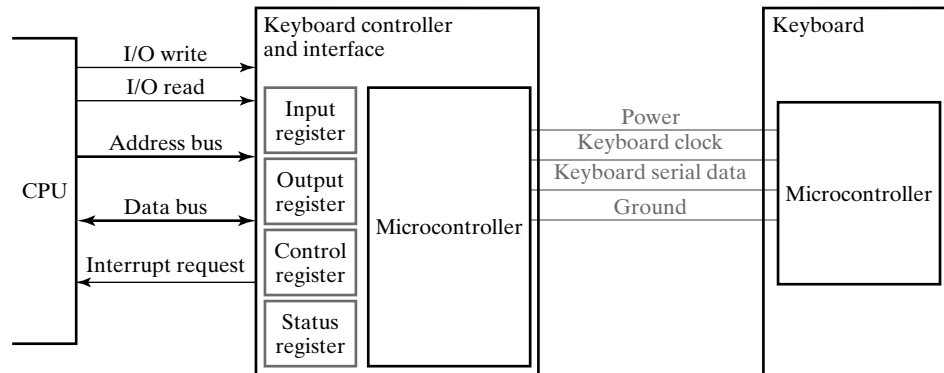 Keyboard controller
and interface
Keyboard
I/O write
I/O read
Input
register
Address bus
CPU
Output
register
Data bus
Microcontroller
Control
register
Interrupt request
Status
register
Power
Keyboard clock
Keyboard serial data
Ground
Microcontroller